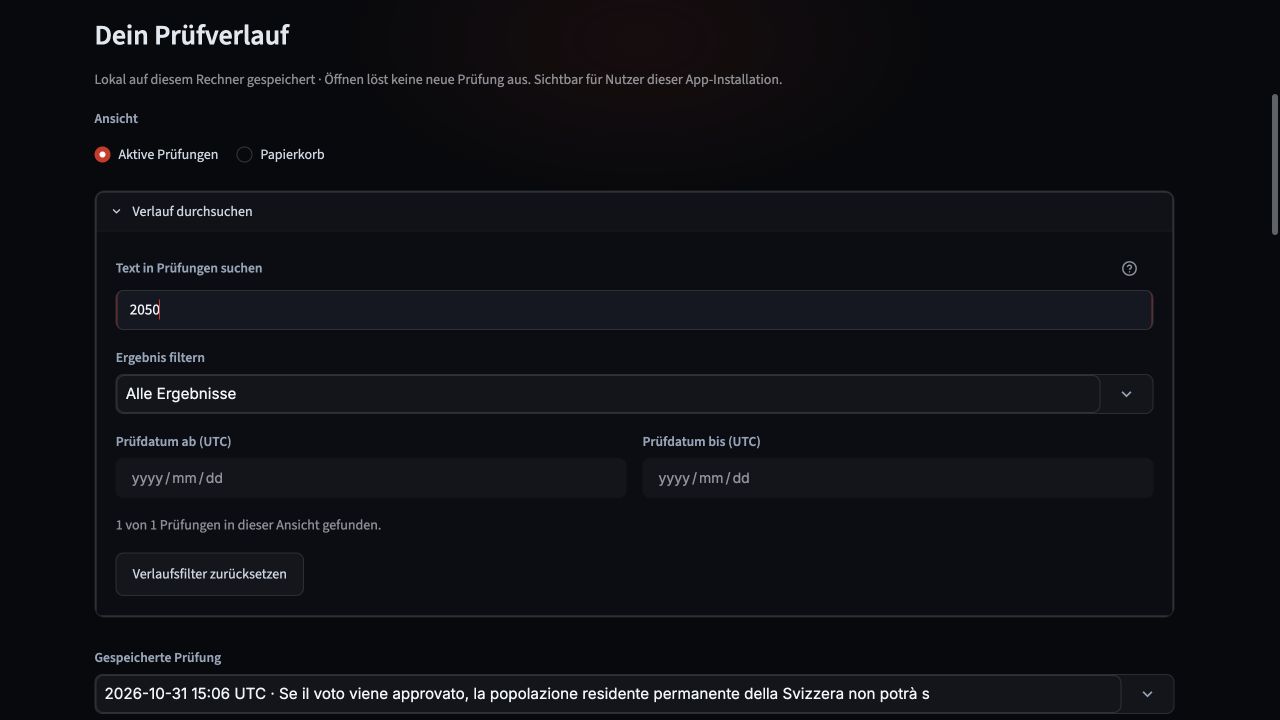 Dein Prüfverlauf
Lokal auf diesem Rechner gespeichert · Öffnen löst keine neue Prüfung aus. Sichtbar für Nutzer dieser App-Installation.
Ansicht
Aktive Prüfungen Papierkorb
Verlauf durchsuchen
Text in Prüfungen suchen
2050
Ergebnis filtern
Alle Ergebnisse
Prüfdatum ab (UTC) Prüfdatum bis (UTC)
yyyy/mm/dd yyyy/mm/dd
1 von 1 Prüfungen in dieser Ansicht gefunden.
Verlaufsfilter zurücksetzen
Gespeicherte Prüfung
2026-10-31 15:06 UTC · Se il voto viene approvato, la popolazione residente permanente della Svizzera non potrà s